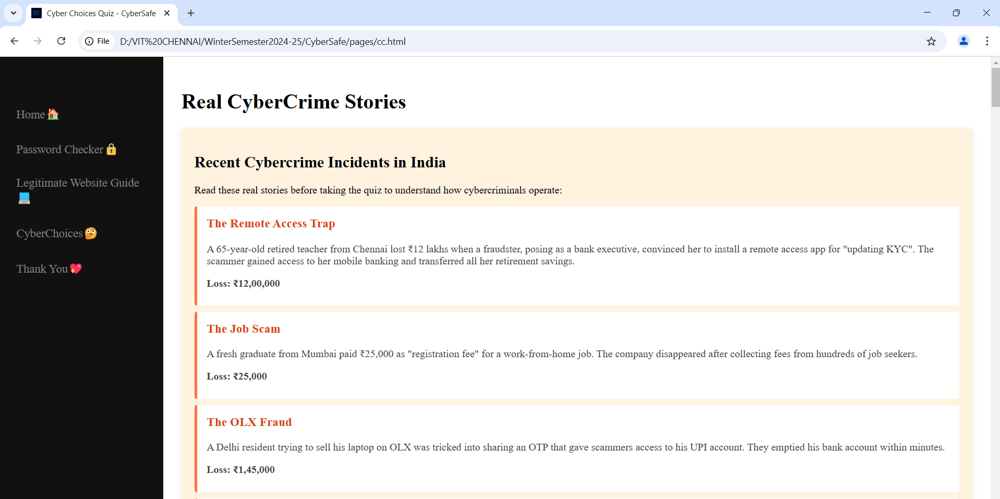 Cyber Choices Quiz - CyberSafe
File
D:/VIT%20CHENNAI/WinterSemester2024-25/CyberSafe/pages/cc.html
Home🏠
Password Checker🔒
Legitimate Website Guide
💻
CyberChoices🤔
Thank You💖
Real CyberCrime Stories
Recent Cybercrime Incidents in India
Read these real stories before taking the quiz to understand how cybercriminals operate:
The Remote Access Trap
A 65-year-old retired teacher from Chennai lost ₹12 lakhs when a fraudster, posing as a bank executive, convinced her to install a remote access app for "updating KYC". The
scammer gained access to her mobile banking and transferred all her retirement savings.
Loss: ₹12,00,000
The Job Scam
A fresh graduate from Mumbai paid ₹25,000 as "registration fee" for a work-from-home job. The company disappeared after collecting fees from hundreds of job seekers.
Loss: ₹25,000
The OLX Fraud
A Delhi resident trying to sell his laptop on OLX was tricked into sharing an OTP that gave scammers access to his UPI account. They emptied his bank account within minutes.
Loss: ₹1,45,000